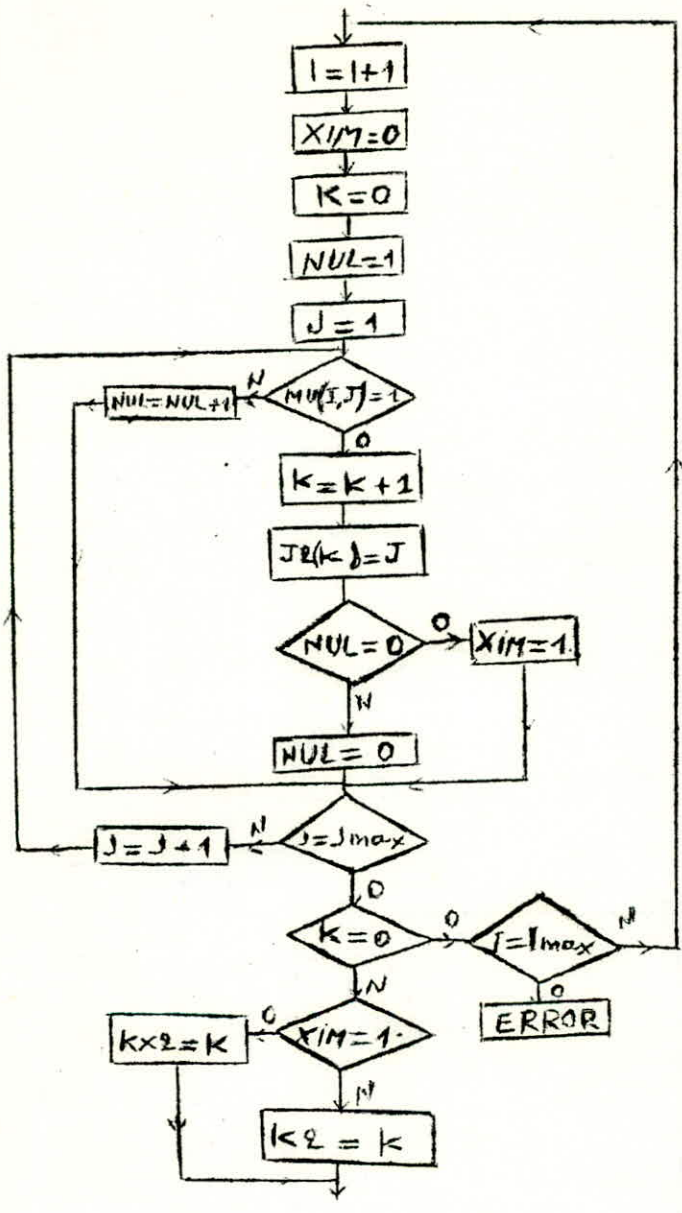 I=I+1
XIM=0
K=0
NUL=1
J=1
MU(I,J)=1
N
NUL=NUL+1
O
K=K+1
J2(K)=J
NUL=0
O
XIM=1
N
NUL=0
J=Jmax
N
J=J+1
O
K=0
O
I=Imax
N
O
ERROR
N
XIM=1
O
KX2=K
N
K2=K